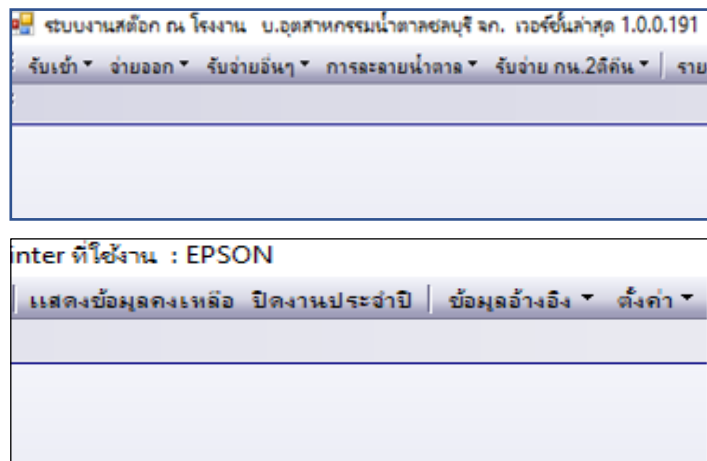 ระบบงานสต๊อก ณ โรงงาน บ.อุตสาหกรรมน้ำตาลชลบุรี จก. เวอร์ชั่นล่าสุด 1.0.0.191
รับเข้า จ่ายออก รับจ่ายอื่นๆ การละลายน้ำตาล รับจ่าย กน.2ตีคืน ราย
inter ที่ใช้งาน : EPSON
แสดงข้อมูลคงเหลือ ปิดงานประจำปี ข้อมูลอ้างอิง ตั้งค่า